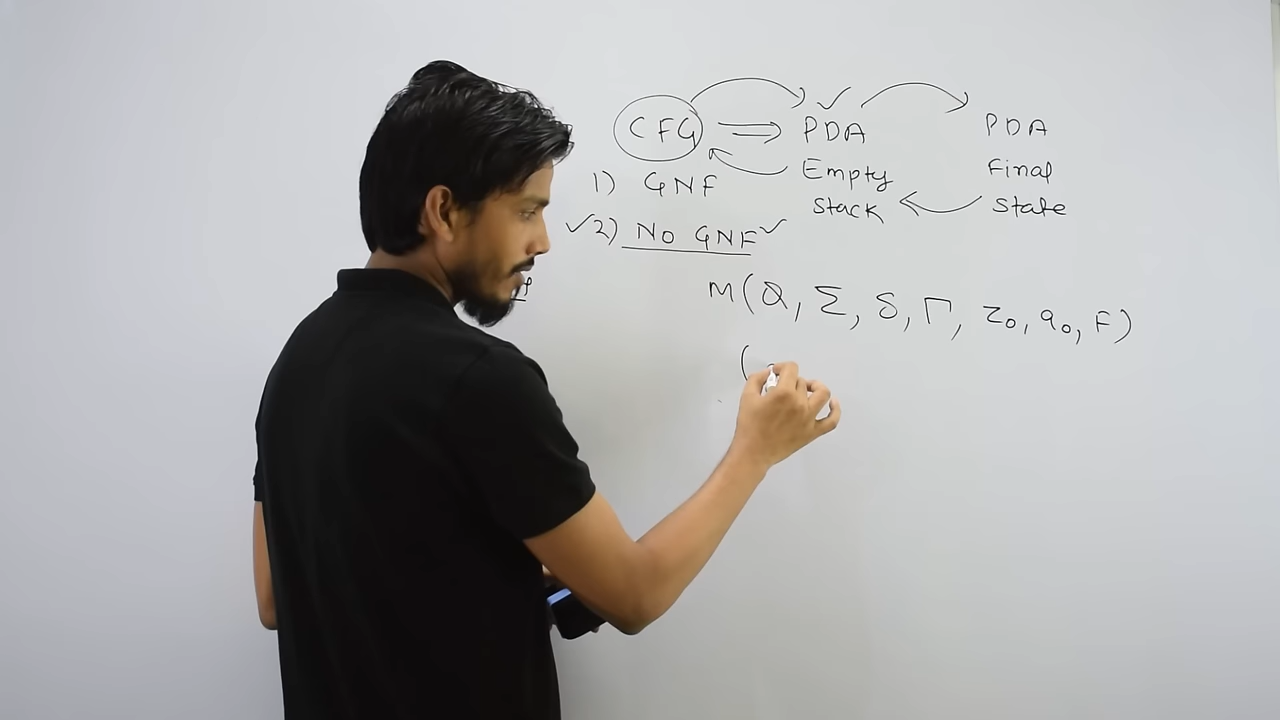 CFG ⇒ PDA ✓ PDA
1) GNF Empty Final
Stack State
✓2) NO GNF ✓
M(Q, Σ, δ, Γ, z₀, q₀, F)
(